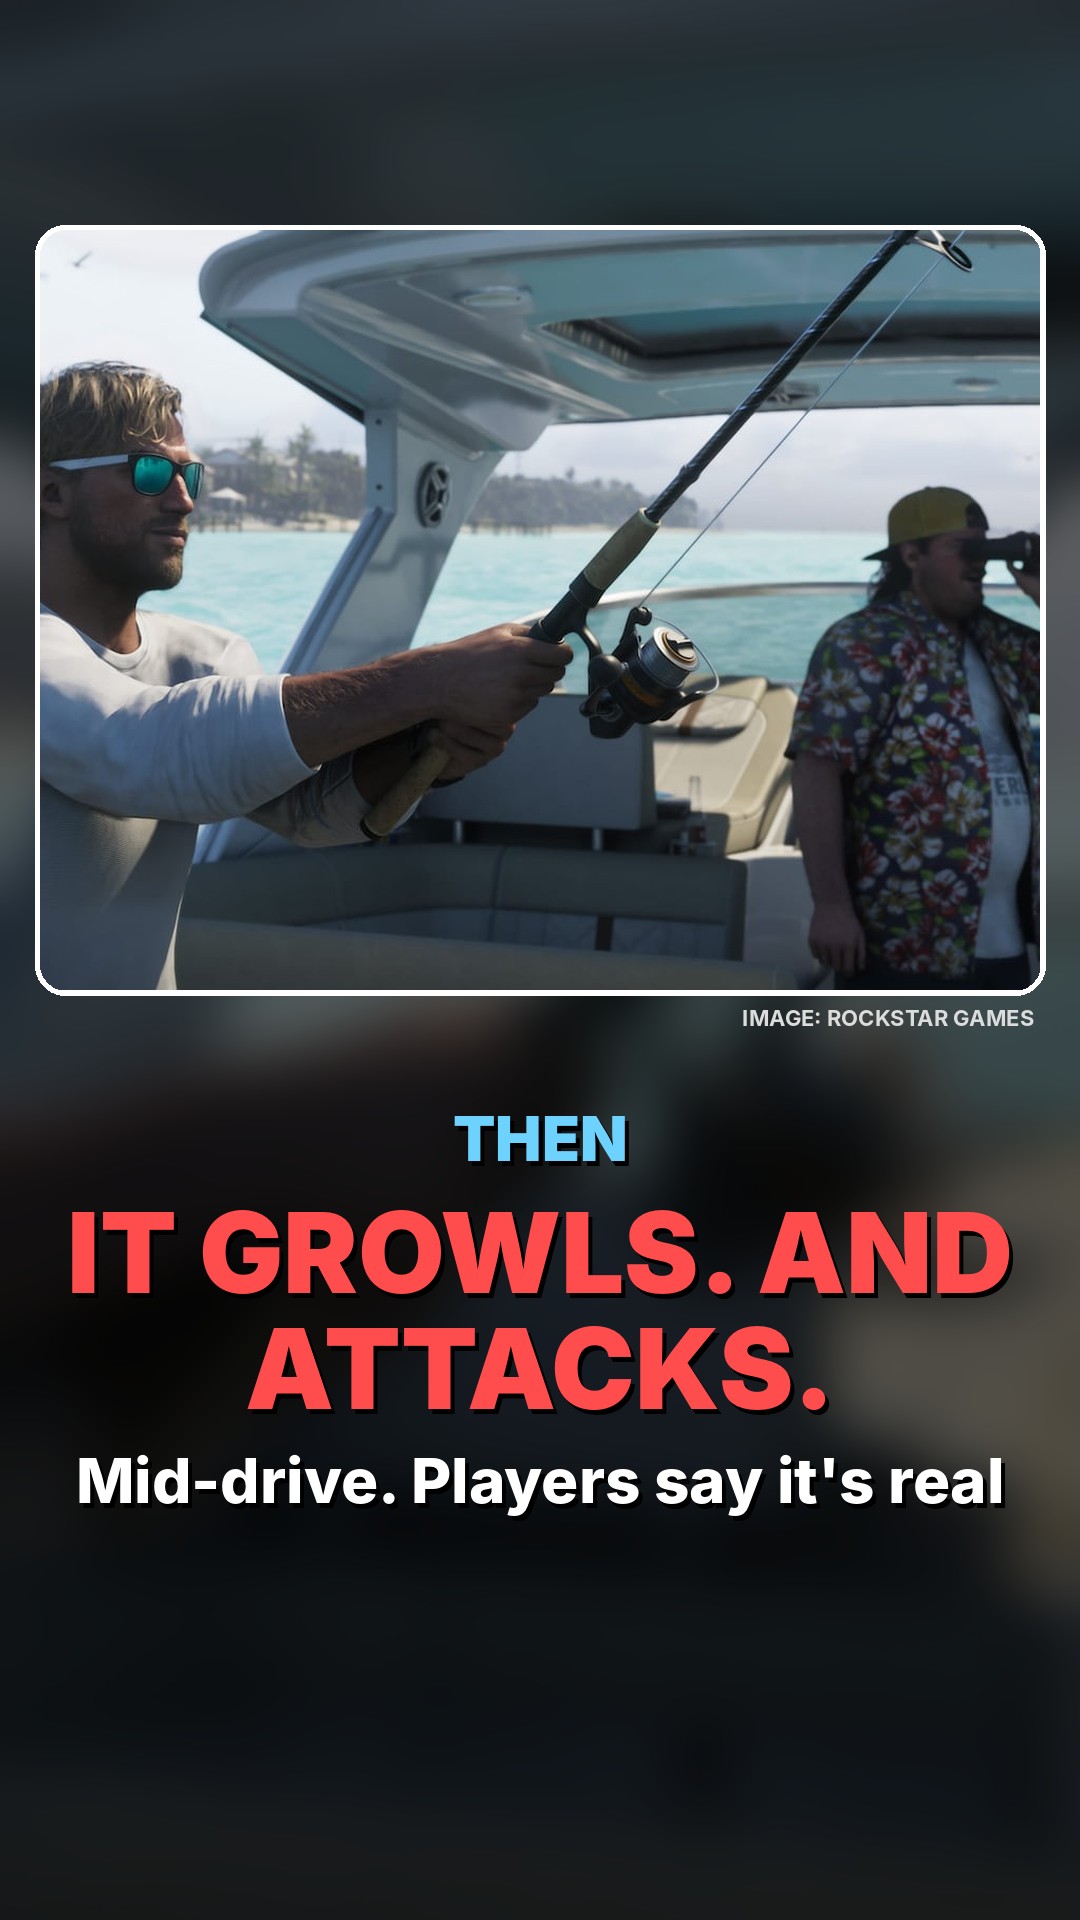 IMAGE: ROCKSTAR GAMES
THEN
IT GROWLS. AND
ATTACKS.
Mid-drive. Players say it's real